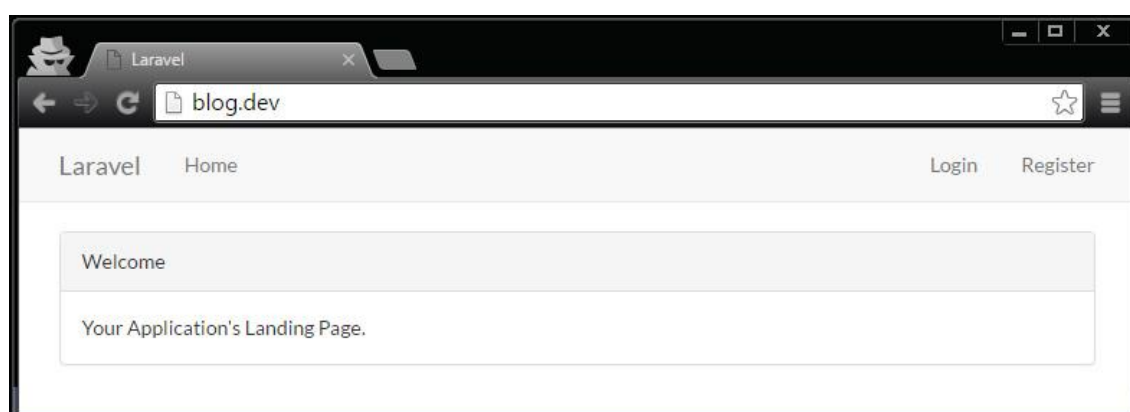 Laravel
blog.dev
Laravel Home Login Register
Welcome
Your Application's Landing Page.